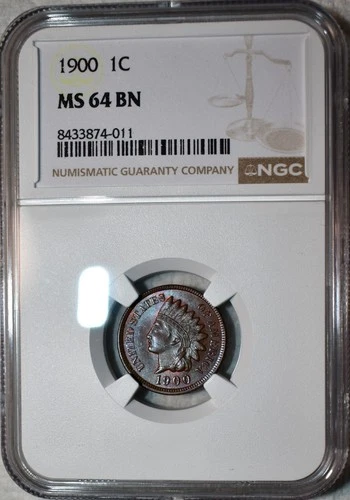 1900 1C
MS 64 BN
8433874-011
NUMISMATIC GUARANTY COMPANY NGC
UNITED STATES OF AMERICA
1900